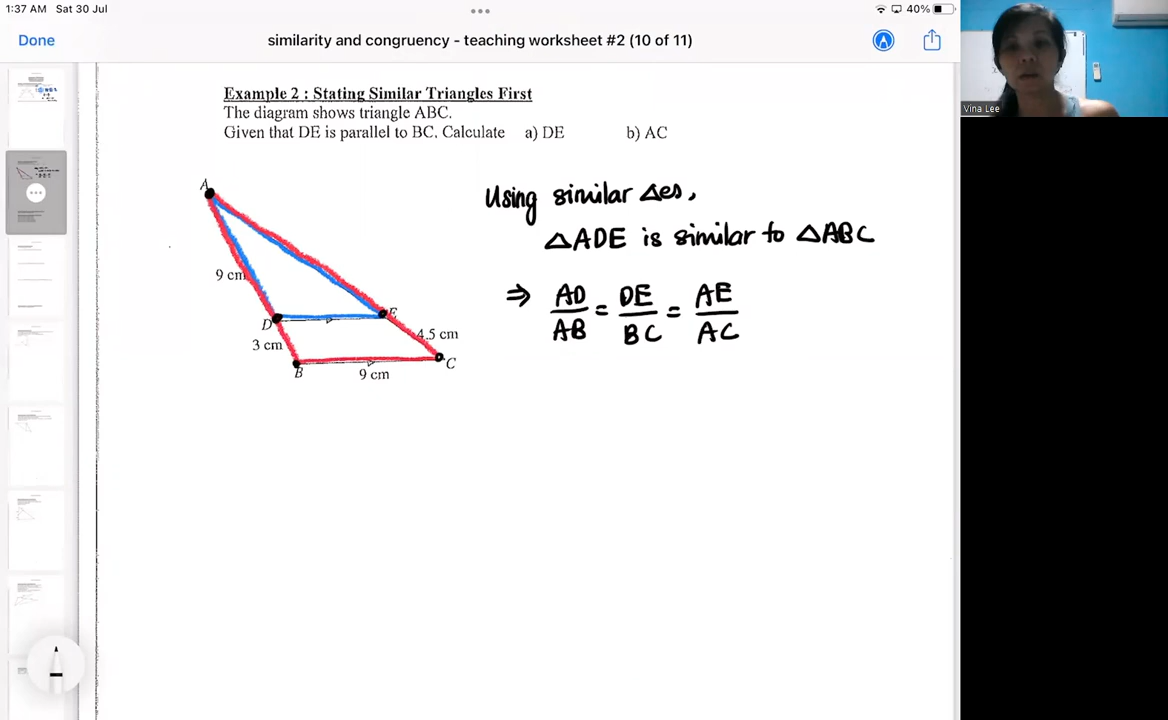 1:37 AM Sat 30 Jul
40%
Done
similarity and congruency - teaching worksheet #2 (10 of 11)
Vina Lee
Example 2 : Stating Similar Triangles First
The diagram shows triangle ABC.
Given that DE is parallel to BC, Calculate a) DE b) AC
A
9 cm
D
E
3 cm
4.5 cm
B
9 cm
C
Using similar △es,
△ADE is similar to △ABC
⇒ AD/AB = DE/BC = AE/AC